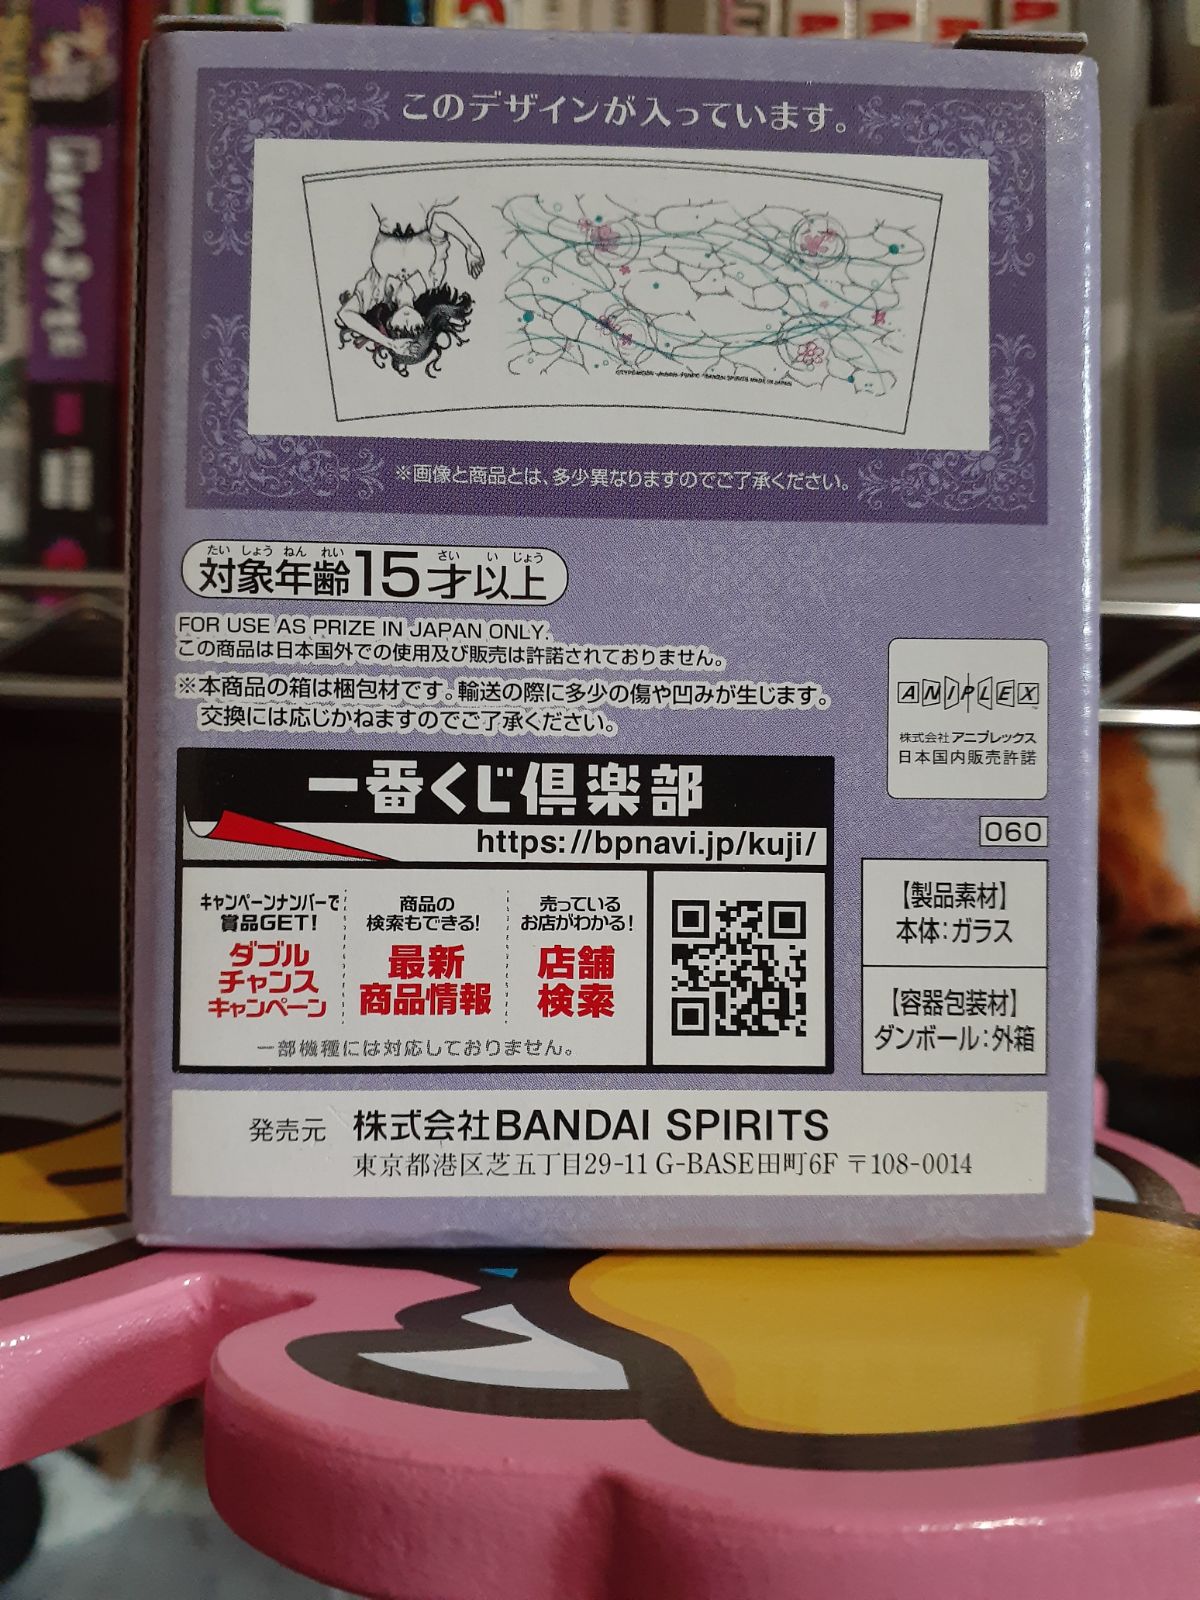 このデザインが入っています。
※画像と商品とは、多少異なりますのでご了承ください。
たいしょうねんれい さい い じょう
対象年齢15才以上
FOR USE AS PRIZE IN JAPAN ONLY.
この商品は日本国外での使用及び販売は許諾されておりません。
※本商品の箱は梱包材です。輸送の際に多少の傷や凹みが生じます。
交換には応じかねますのでご了承ください。
ANIPLEX
株式会社アニプレックス
日本国内販売許諾
060
一番くじ倶楽部
https://bpnavi.jp/kuji/
キャンペーンナンバーで
賞品GET!
ダブル
チャンス
キャンペーン
商品の
検索もできる!
最新
商品情報
売っている
お店がわかる!
店舗
検索
一部機種には対応しておりません。
【製品素材】
本体:ガラス
【容器包装材】
ダンボール:外箱
発売元 株式会社BANDAI SPIRITS
東京都港区芝五丁目29-11 G-BASE田町6F 〒108-0014